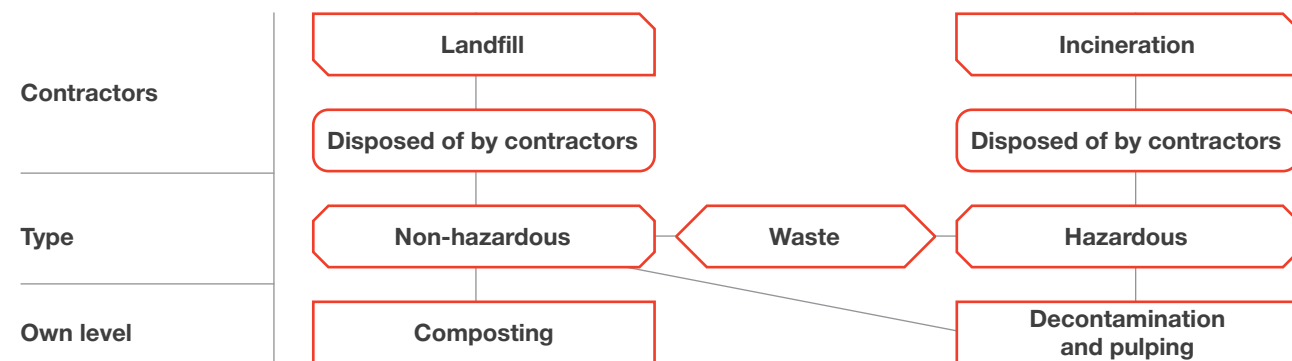 Landfill
Incineration
Contractors
Disposed of by contractors
Disposed of by contractors
Type
Non-hazardous
Waste
Hazardous
Own level
Composting
Decontamination
and pulping